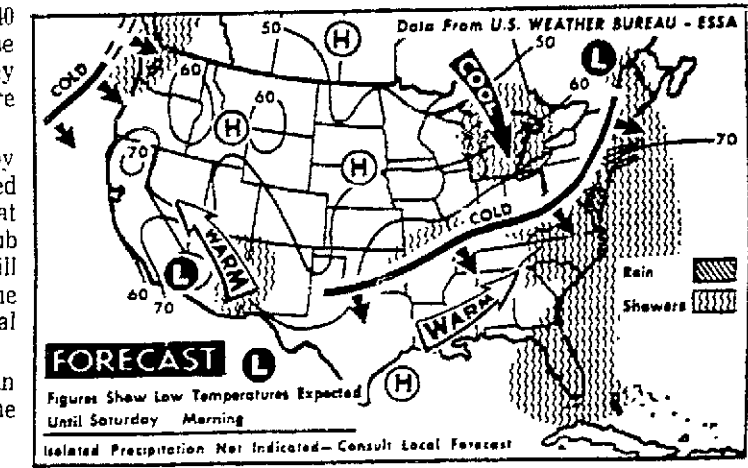 40
Data From U.S. WEATHER BUREAU - ESSA
COLD
60
50
H
50
COOL
L
60
60
H
70
70
H
COLD
WARM
L
60
70
WARM
Rain
Showers
FORECAST
L
H
Figures Show Low Temperatures Expected
Until Saturday Morning
Isolated Precipitation Not Indicated— Consult Local Forecast